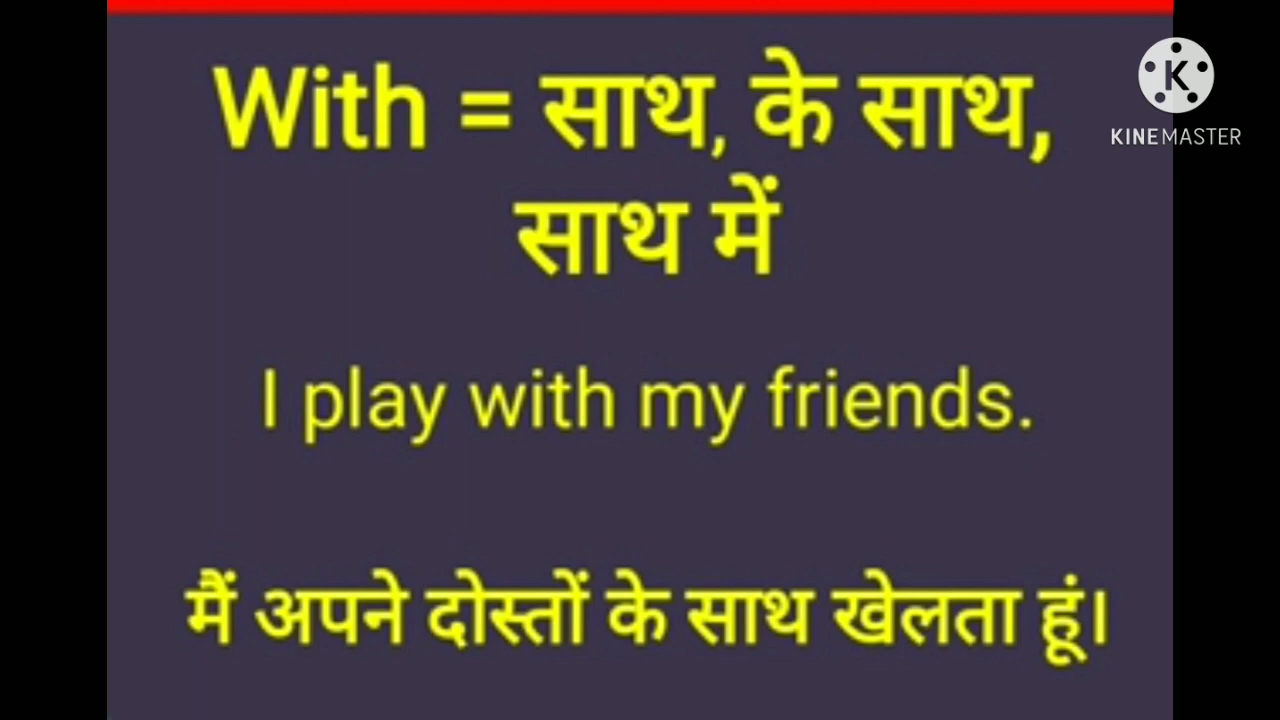 With = साथ, के साथ,
साथ में
KINEMASTER
I play with my friends.
मैं अपने दोस्तों के साथ खेलता हूं।